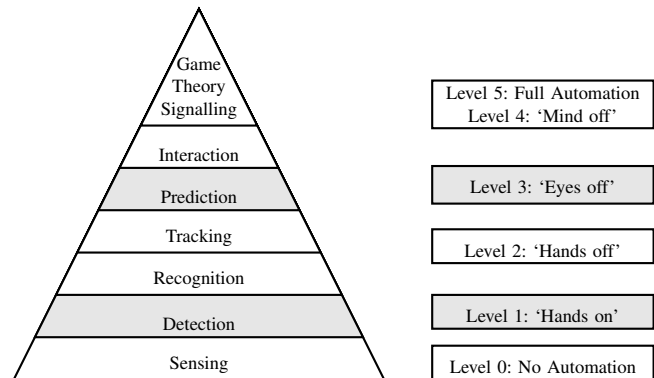 Game
Theory
Signalling
Interaction
Prediction
Tracking
Recognition
Detection
Sensing
Level 5: Full Automation
Level 4: ‘Mind off’
Level 3: ‘Eyes off’
Level 2: ‘Hands off’
Level 1: ‘Hands on’
Level 0: No Automation